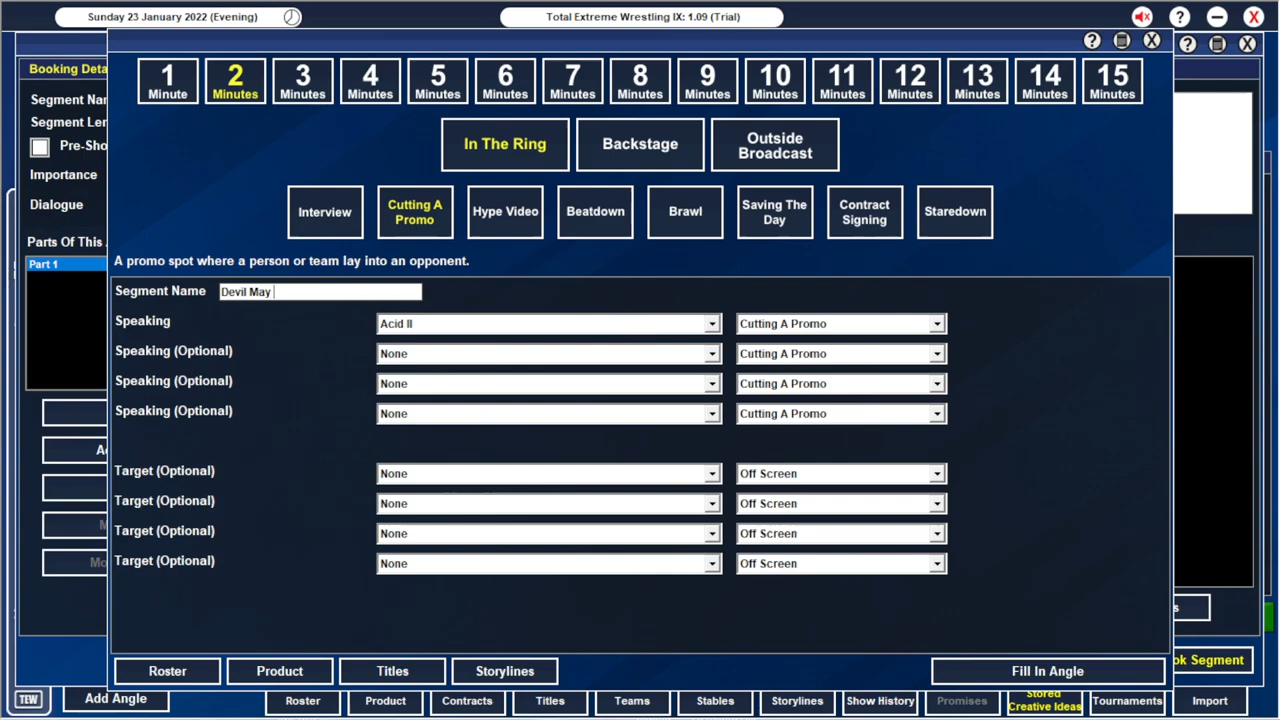 Sunday 23 January 2022 (Evening)
Total Extreme Wrestling IX: 1.09 (Trial)
? X
? X
? X
Booking Deta
Segment Nam
Segment Len
Pre-Sho
Importance
Dialogue
Parts Of This
Part 1
1 Minute
2 Minutes
3 Minutes
4 Minutes
5 Minutes
6 Minutes
7 Minutes
8 Minutes
9 Minutes
10 Minutes
11 Minutes
12 Minutes
13 Minutes
14 Minutes
15 Minutes
In The Ring
Backstage
Outside Broadcast
Interview
Cutting A Promo
Hype Video
Beatdown
Brawl
Saving The Day
Contract Signing
Staredown
A promo spot where a person or team lay into an opponent.
Segment Name Devil May
Speaking Acid II Cutting A Promo
Speaking (Optional) None Cutting A Promo
Speaking (Optional) None Cutting A Promo
Speaking (Optional) None Cutting A Promo
Target (Optional) None Off Screen
Target (Optional) None Off Screen
Target (Optional) None Off Screen
Target (Optional) None Off Screen
Roster Product Titles Storylines Fill In Angle
ok Segment
TEW Add Angle Roster Product Contracts Titles Teams Stables Storylines Show History Promises Stored Creative Ideas Tournaments Import